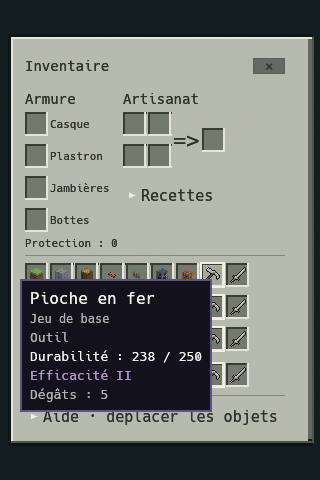 Inventaire ×
Armure Artisanat
Casque
=>
Plastron
Jambières
► Recettes
Bottes
Protection : 0
Pioche en fer
Jeu de base
Outil
Durabilité : 238 / 250
Efficacité II
Dégâts : 5
► Aide · déplacer les objets